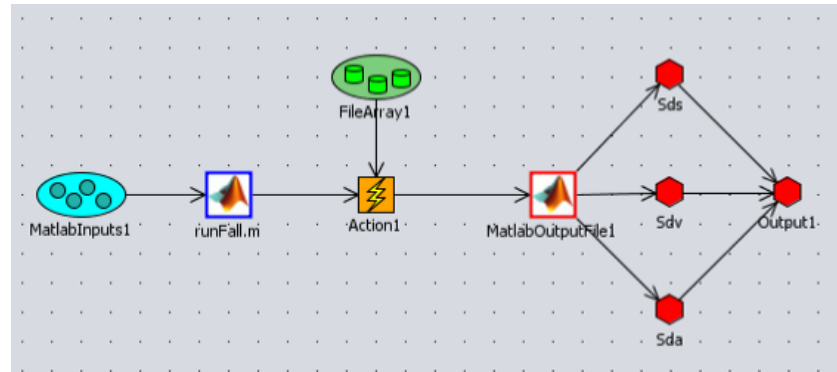 FileArray1
Sds
MatlabInputs1
runFall.m
Action1
MatlabOutputFile1
Sdv
Output1
Sda